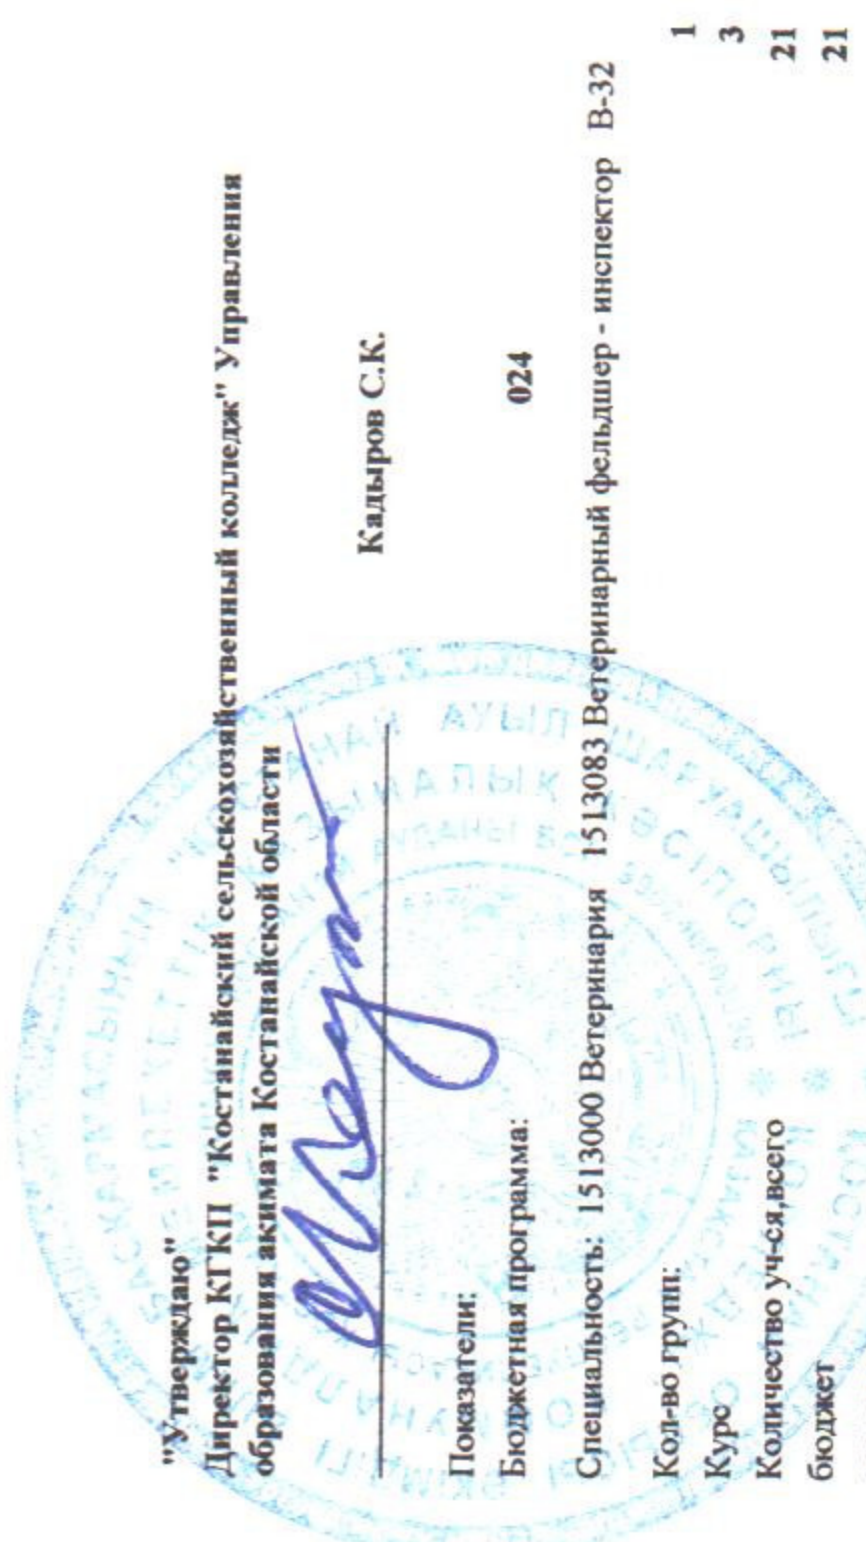 "Утверждаю"
Директор КГКП "Костанайский сельскохозяйственный колледж" Управления
образования акимата Костанайской области
Кадыров С.К.
Показатели:
Бюджетная программа: 024
Специальность: 1513000 Ветеринария 1513083 Ветеринарный фельдшер - инспектор В-32
Кол-во групп: 1
Курс 3
Количество уч-ся,всего 21
бюджет 21